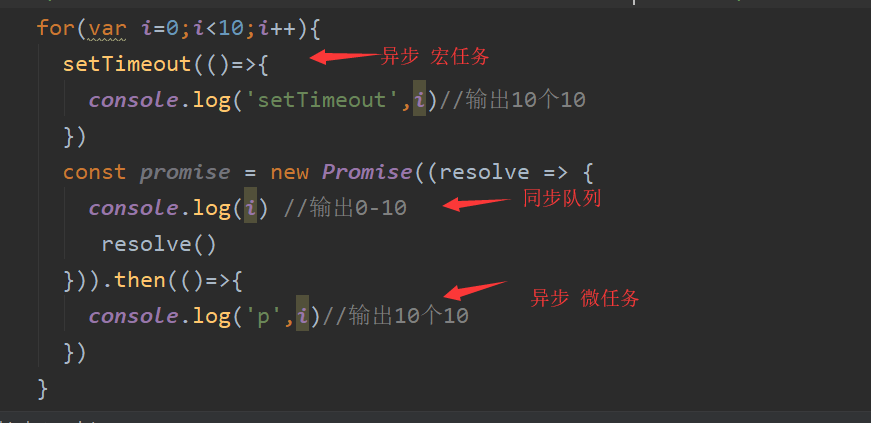 for(var i=0;i<10;i++){
setTimeout(()=>{
异步 宏任务
console.log('setTimeout',i)//输出10个10
})
const promise = new Promise((resolve => {
console.log(i) //输出0-10
同步队列
resolve()
})).then(()=>{
异步 微任务
console.log('p',i)//输出10个10
})
}